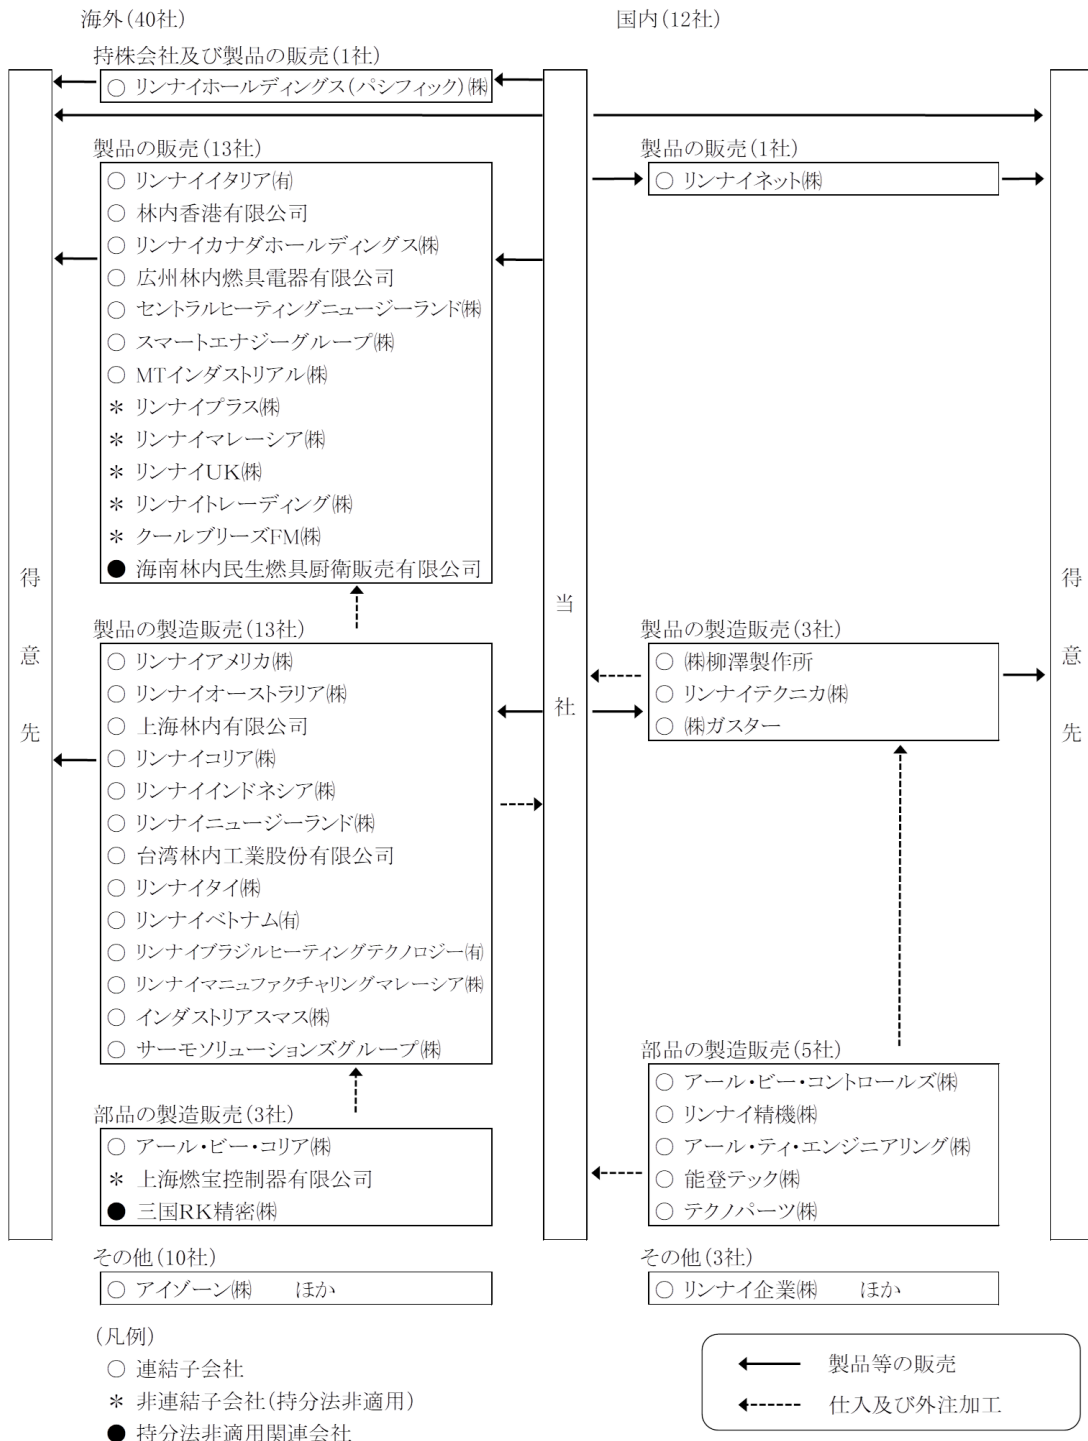 海外(40社)
国内(12社)
持株会社及び製品の販売(1社)
○ リンナイホールディングス(パシフィック)㈱
製品の販売(13社)
○ リンナイイタリア㈲
○ 林内香港有限公司
○ リンナイカナダホールディングス㈱
○ 広州林内燃具電器有限公司
○ セントラルヒーティングニュージーランド㈱
○ スマートエナジーグループ㈱
○ MTインダストリアル㈱
* リンナイプラス㈱
* リンナイマレーシア㈱
* リンナイUK㈱
* リンナイトレーディング㈱
* クールブリーズFM㈱
● 海南林内民生燃具厨衛販売有限公司
製品の製造販売(13社)
○ リンナイアメリカ㈱
○ リンナイオーストラリア㈱
○ 上海林内有限公司
○ リンナイコリア㈱
○ リンナイインドネシア㈱
○ リンナイニュージーランド㈱
○ 台湾林内工業股份有限公司
○ リンナイタイ㈱
○ リンナイベトナム㈲
○ リンナイブラジルヒーティングテクノロジー㈲
○ リンナイマニュファクチャリングマレーシア㈱
○ インダストリアスマス㈱
○ サーモソリューションズグループ㈱
部品の製造販売(3社)
○ アール・ビー・コリア㈱
* 上海燃宝控制器有限公司
● 三国RK精密㈱
その他(10社)
○ アイゾーン㈱ ほか
得意先
当社
製品の販売(1社)
○ リンナイネット㈱
製品の製造販売(3社)
○ ㈱柳澤製作所
○ リンナイテクニカ㈱
○ ㈱ガスター
部品の製造販売(5社)
○ アール・ビー・コントロールズ㈱
○ リンナイ精機㈱
○ アール・ティ・エンジニアリング㈱
○ 能登テック㈱
○ テクノパーツ㈱
その他(3社)
○ リンナイ企業㈱ ほか
得意先
(凡例)
○ 連結子会社
* 非連結子会社(持分法非適用)
● 持分法非適用関連会社
製品等の販売
仕入及び外注加工